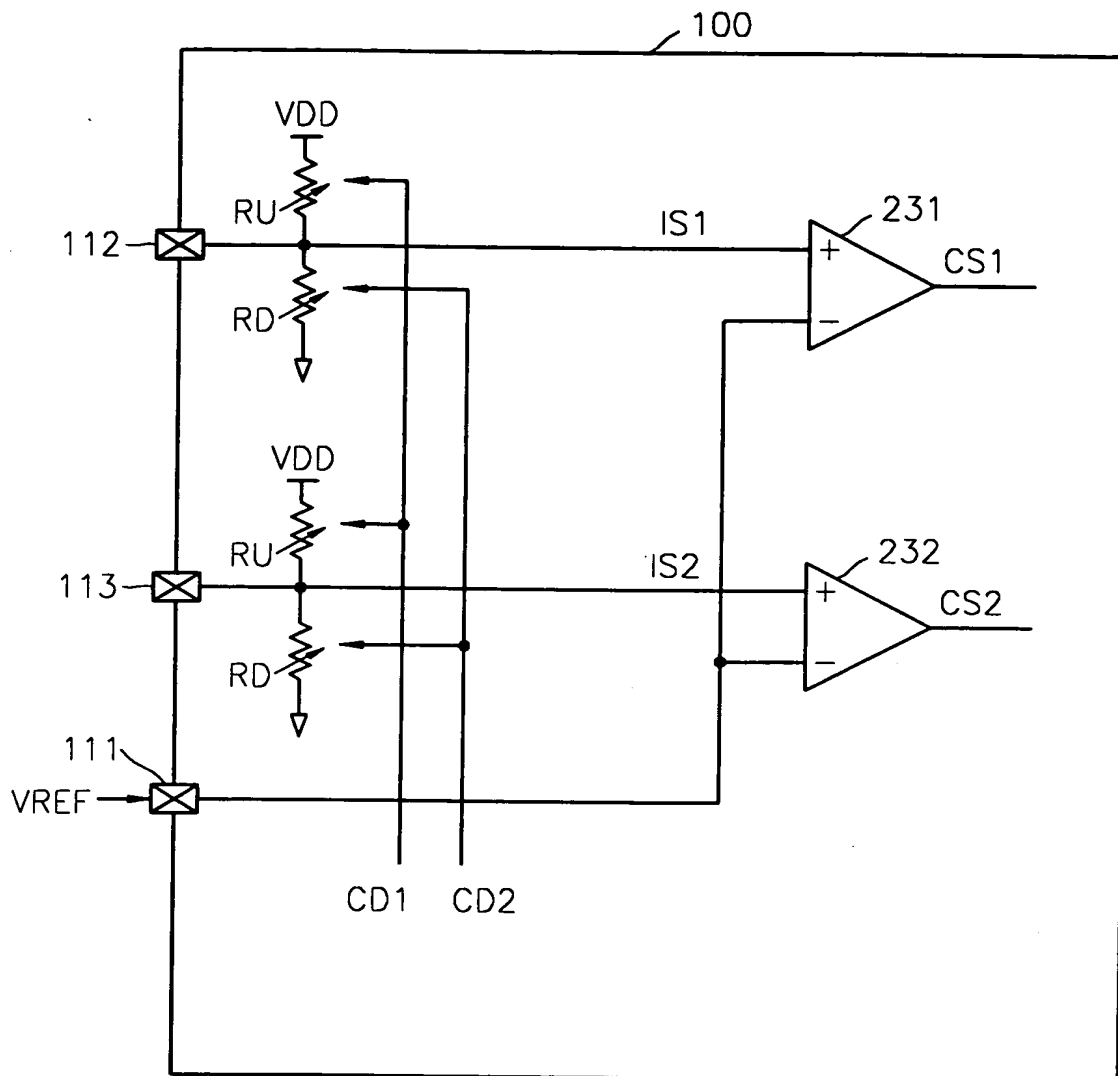 100
VDD
RU
112
IS1
231
+
CS1
RD
−
VDD
RU
113
IS2
232
+
CS2
RD
−
111
VREF
CD1 CD2